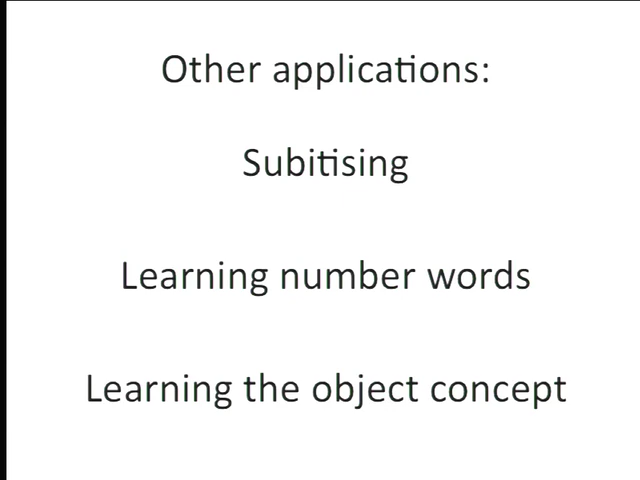 Other applications:
Subitising
Learning number words
Learning the object concept